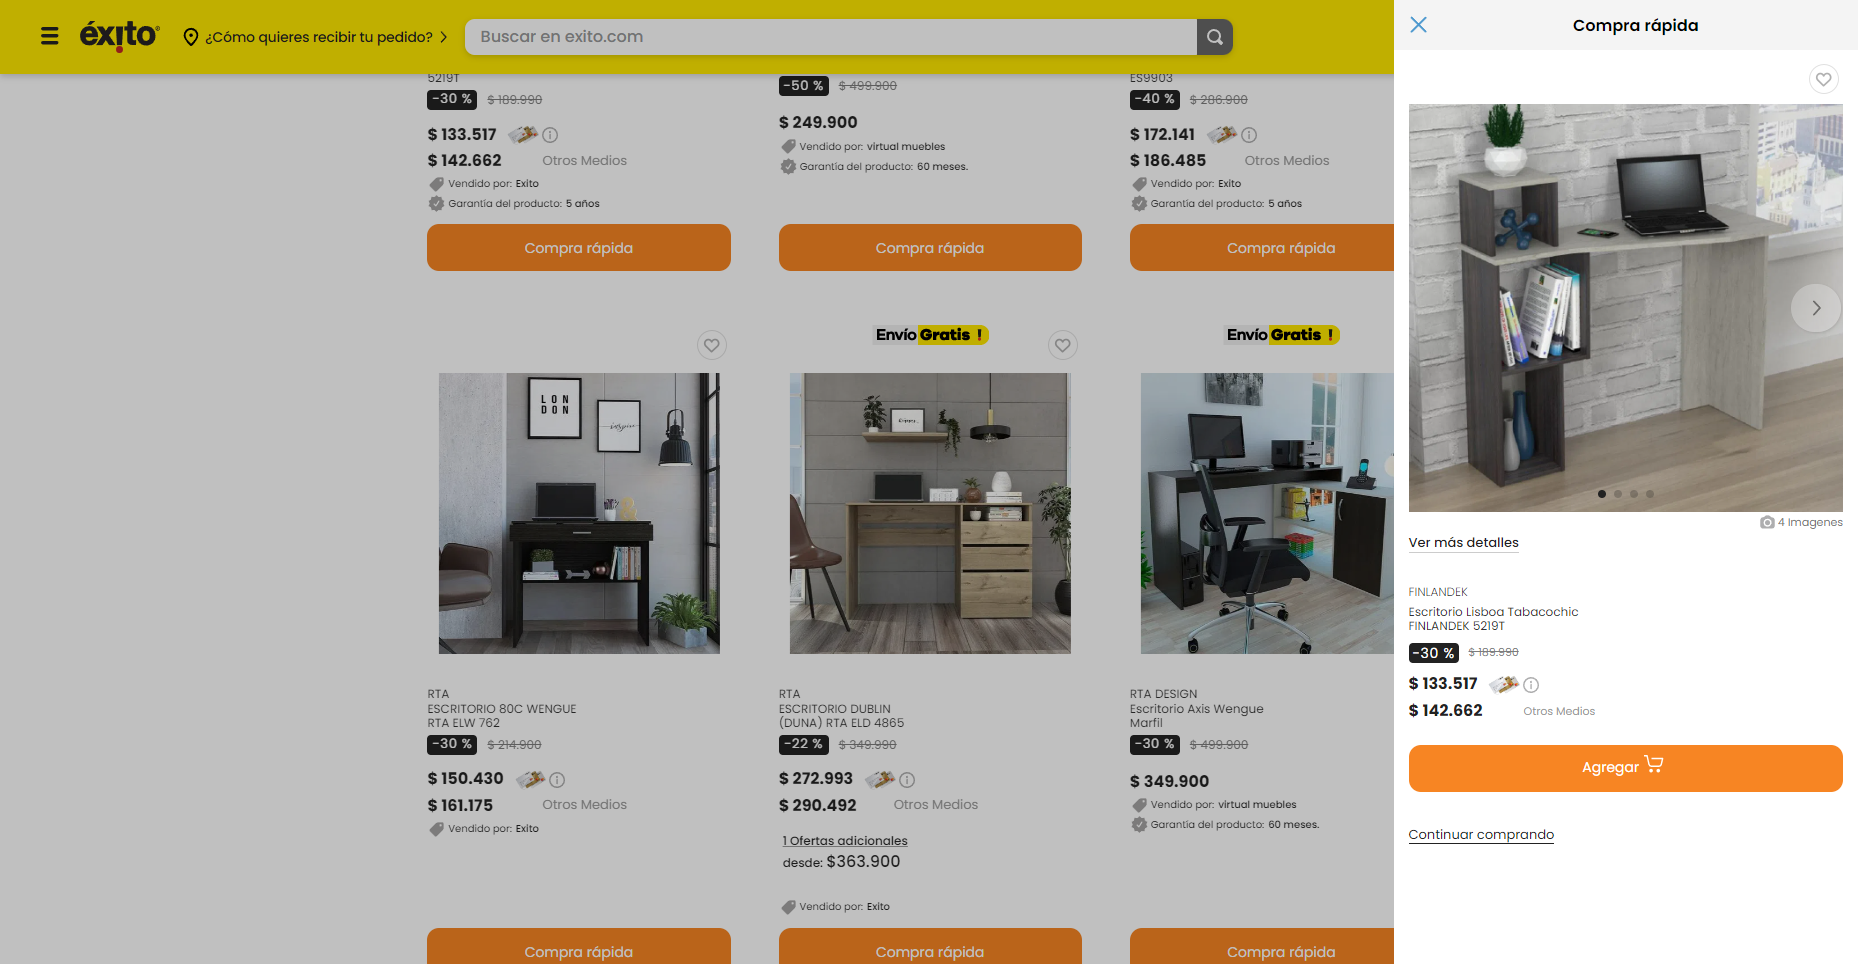 éxito
¿Cómo quieres recibir tu pedido?
Buscar en exito.com
5219T
-30 % $ 189.990
$ 133.517
$ 142.662 Otros Medios
Vendido por: Exito
Garantía del producto: 5 años
Compra rápida
-50 % $ 499.900
$ 249.900
Vendido por: virtual muebles
Garantía del producto: 60 meses.
Compra rápida
ES9903
-40 % $ 286.900
$ 172.141
$ 186.485 Otros Medios
Vendido por: Exito
Garantía del producto: 5 años
Compra rápida
LON
DON
inspire
RTA
ESCRITORIO 80C WENGUE
RTA ELW 762
-30 % $ 214.900
$ 150.430
$ 161.175 Otros Medios
Vendido por: Exito
Compra rápida
Envío Gratis !
RTA
ESCRITORIO DUBLIN
(DUNA) RTA ELD 4865
-22 % $ 349.990
$ 272.993
$ 290.492 Otros Medios
1 Ofertas adicionales
desde: $363.900
Vendido por: Exito
Compra rápida
Envío Gratis !
RTA DESIGN
Escritorio Axis Wengue
Marfil
-30 % $ 499.900
$ 349.900
Vendido por: virtual muebles
Garantía del producto: 60 meses.
Compra rápida
Compra rápida
4 Imagenes
Ver más detalles
FINLANDEK
Escritorio Lisboa Tabacochic
FINLANDEK 5219T
-30 % $ 189.990
$ 133.517
$ 142.662 Otros Medios
Agregar
Continuar comprando